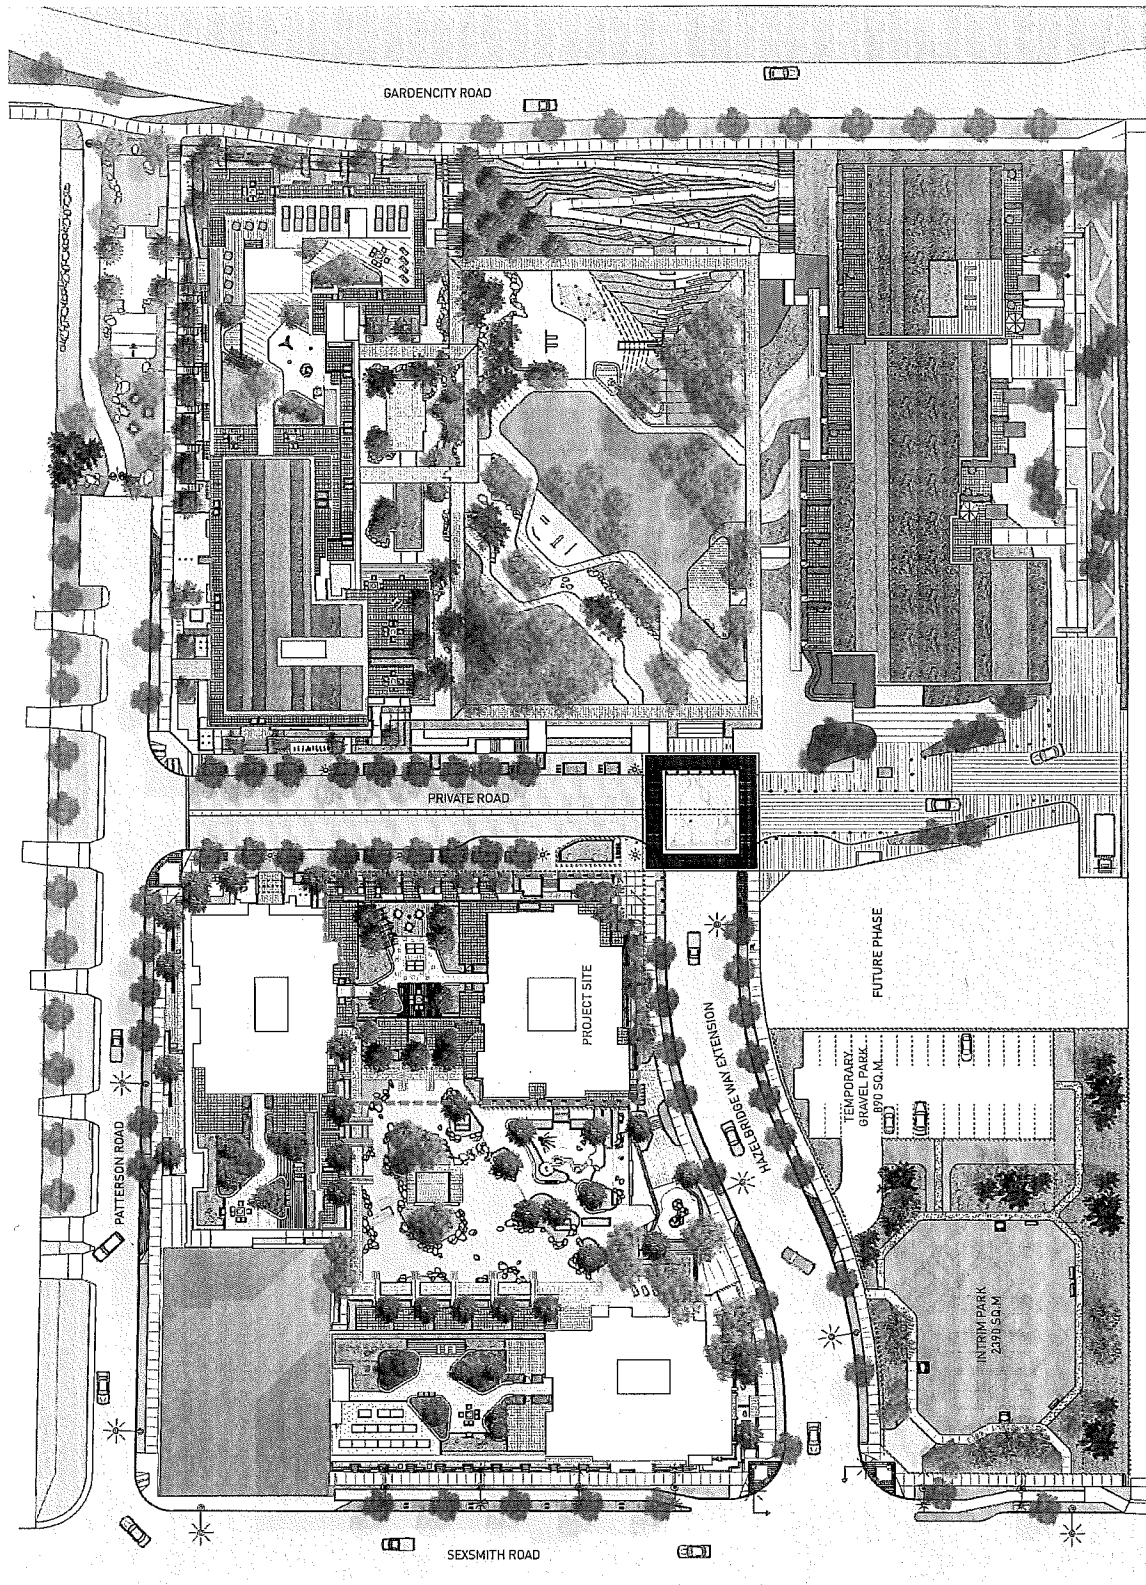 GARDENCITY ROAD
PRIVATE ROAD
PROJECT SITE
FUTURE PHASE
HAZELBRIDGE WAY EXTENSION
TEMPORARY
GRAVEL PARK
890 SQ.M
PATTERSON ROAD
INTIRIM PARK
2390 SQ.M
SEXSMITH ROAD